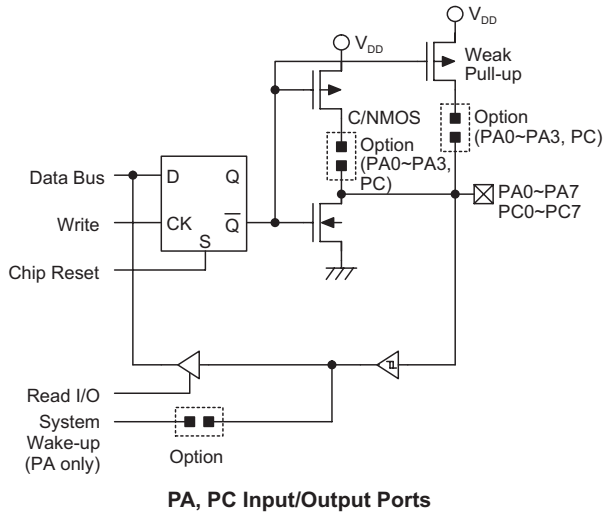 VDD
VDD
Weak
Pull-up
C/NMOS
Option
(PA0~PA3,
PC)
Option
(PA0~PA3, PC)
Data Bus
D
Q
Write
CK
Q
S
Chip Reset
PA0~PA7
PC0~PC7
Read I/O
System
Wake-up
(PA only)
Option
PA, PC Input/Output Ports